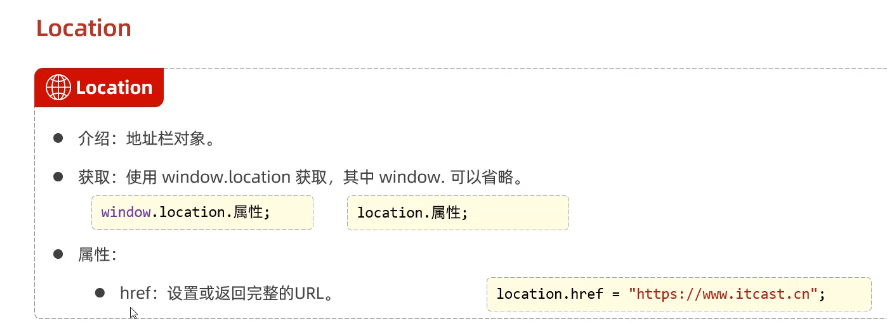 Location
Location
介绍：地址栏对象。
获取：使用 window.location 获取，其中 window. 可以省略。
window.location.属性; location.属性;
属性：
href：设置或返回完整的URL。 location.href = "https://www.itcast.cn";